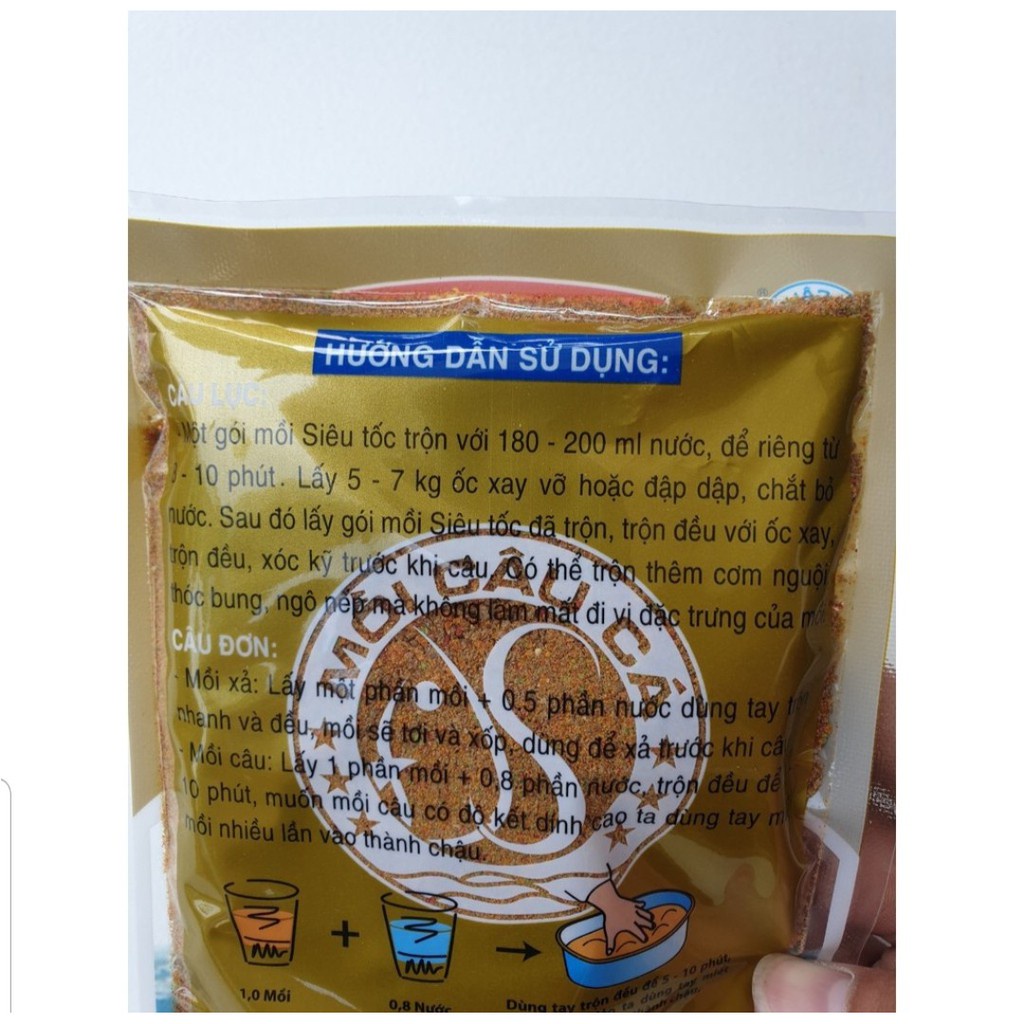 HƯỚNG DẪN SỬ DỤNG:
CÂU LỤC:
- Một gói mồi Siêu tốc trộn với 180 - 200 ml nước, để riêng từ
- 10 phút. Lấy 5 - 7 kg ốc xay vỡ hoặc đập dập, chắt bỏ
nước. Sau đó lấy gói mồi Siêu tốc đã trộn, trộn đều với ốc xay,
trộn đều, xóc kỹ trước khi câu. Có thể trộn thêm cơm nguội
thóc bung, ngô nếp mà không làm mất đi vị đặc trưng của
MỒI CÂU CÁ
CÂU ĐƠN:
- Mồi xả: Lấy một phần mồi + 0.5 phần nước dùng tay
nhanh và đều, mồi sẽ tơi và xốp, dùng để xả trước khi
- Mồi câu: Lấy 1 phần mồi + 0,8 phần nước, trộn đều để
10 phút, muốn mồi câu có độ kết dính cao ta dùng tay
mồi nhiều lần vào thành chậu.
1,0 Mồi
+
0,8 Nước
Dùng tay trộn đều để 5 - 10 phút,
ta dùng tay
thành chậu.